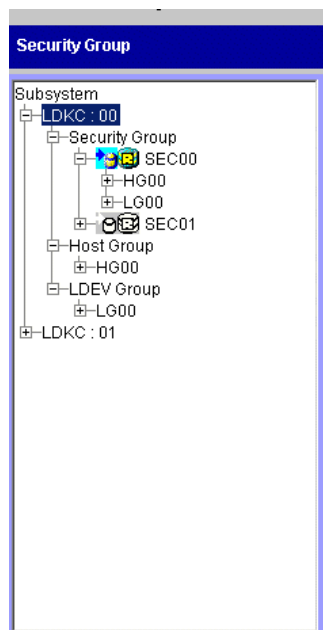 Security Group
Subsystem
LDKC : 00
Security Group
SEC00
HG00
LG00
SEC01
Host Group
HG00
LDEV Group
LG00
LDKC : 01